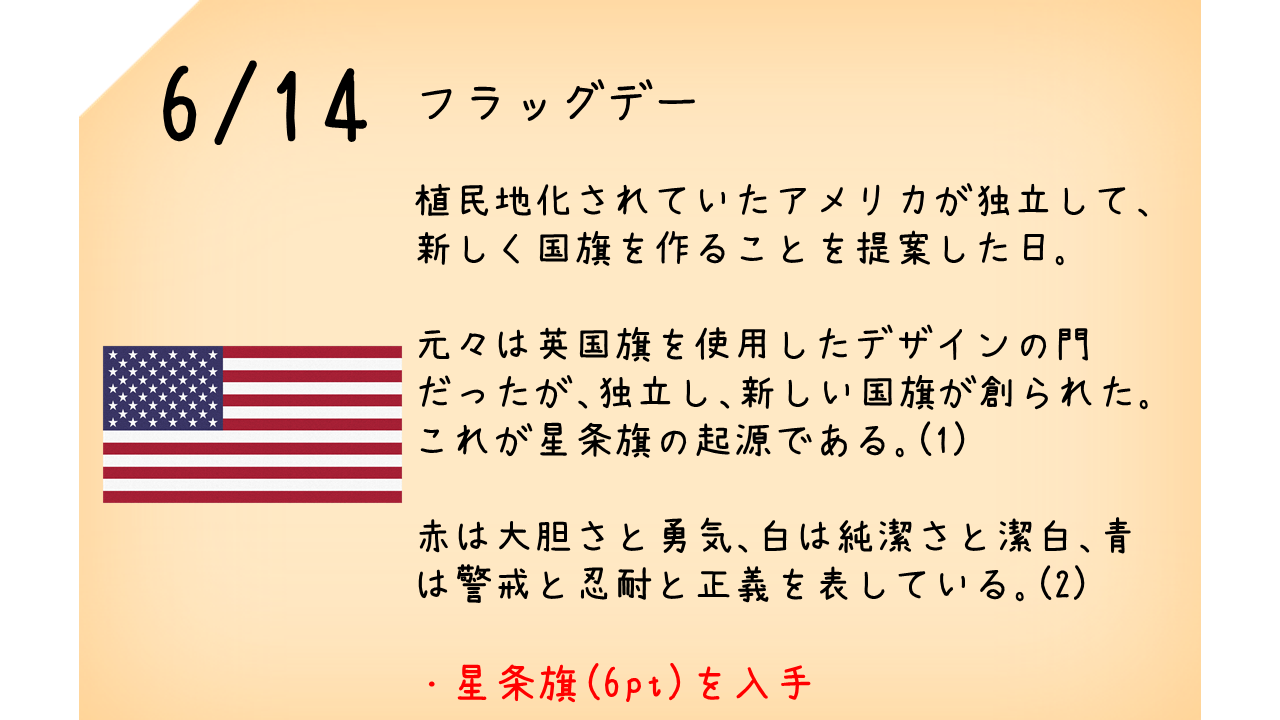 6/14 フラッグデー
植民地化されていたアメリカが独立して、
新しく国旗を作ることを提案した日。
元々は英国旗を使用したデザインの門
だったが、独立し、新しい国旗が創られた。
これが星条旗の起源である。(1)
赤は大胆さと勇気、白は純潔さと潔白、青
は警戒と忍耐と正義を表している。(2)
・星条旗(6pt)を入手